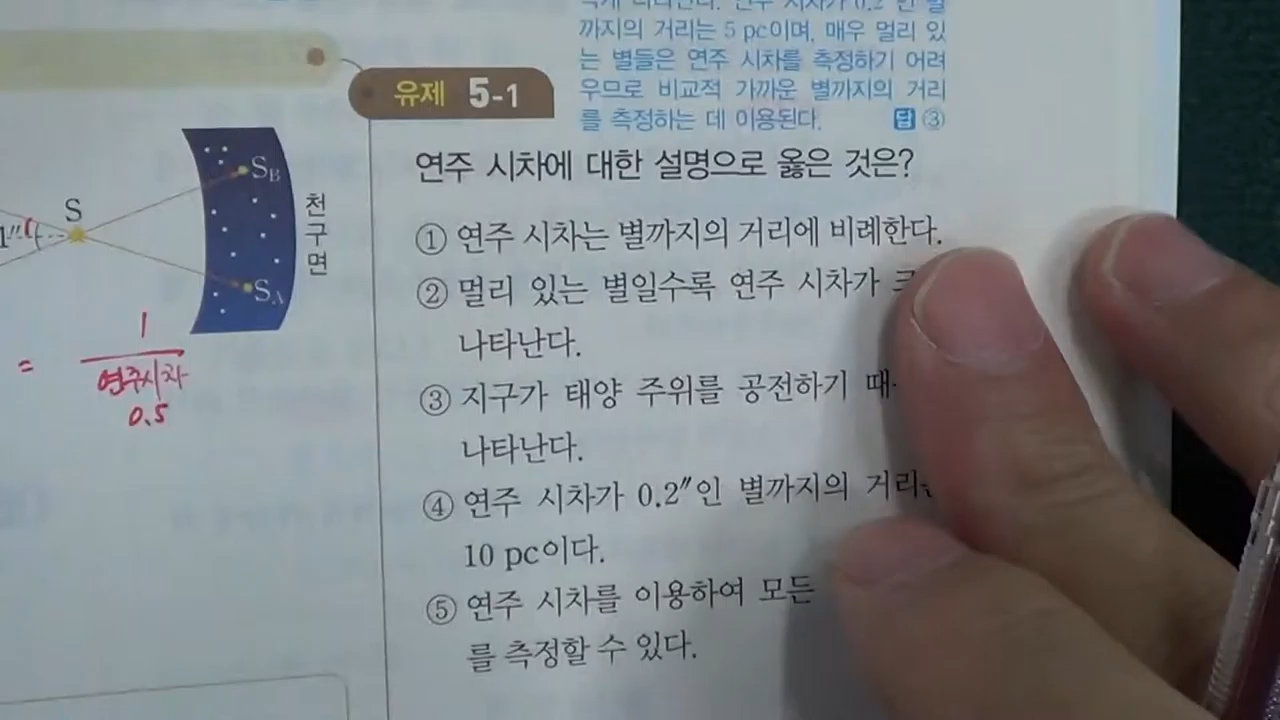 까지의 거리는 5 pc이며, 매우 멀리 있
는 별들은 연주 시차를 측정하기 어려
우므로 비교적 가까운 별까지의 거리
를 측정하는 데 이용된다. 답 ③
유제 5-1
연주 시차에 대한 설명으로 옳은 것은?
① 연주 시차는 별까지의 거리에 비례한다.
② 멀리 있는 별일수록 연주 시차가
나타난다.
③ 지구가 태양 주위를 공전하기
나타난다.
④ 연주 시차가 0.2″인 별까지의
10 pc이다.
⑤ 연주 시차를 이용하여 모든
를 측정할 수 있다.
S
1″
S_B
S_A
천구면
= 1
연주시차
0.5